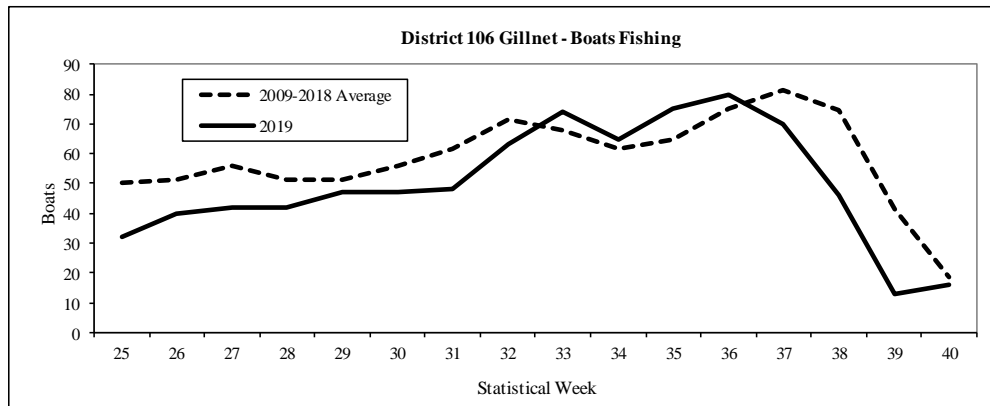 District 106 Gillnet - Boats Fishing
90
80
70
60
50
40
30
20
10
0
Boats
2009-2018 Average
2019
25 26 27 28 29 30 31 32 33 34 35 36 37 38 39 40
Statistical Week